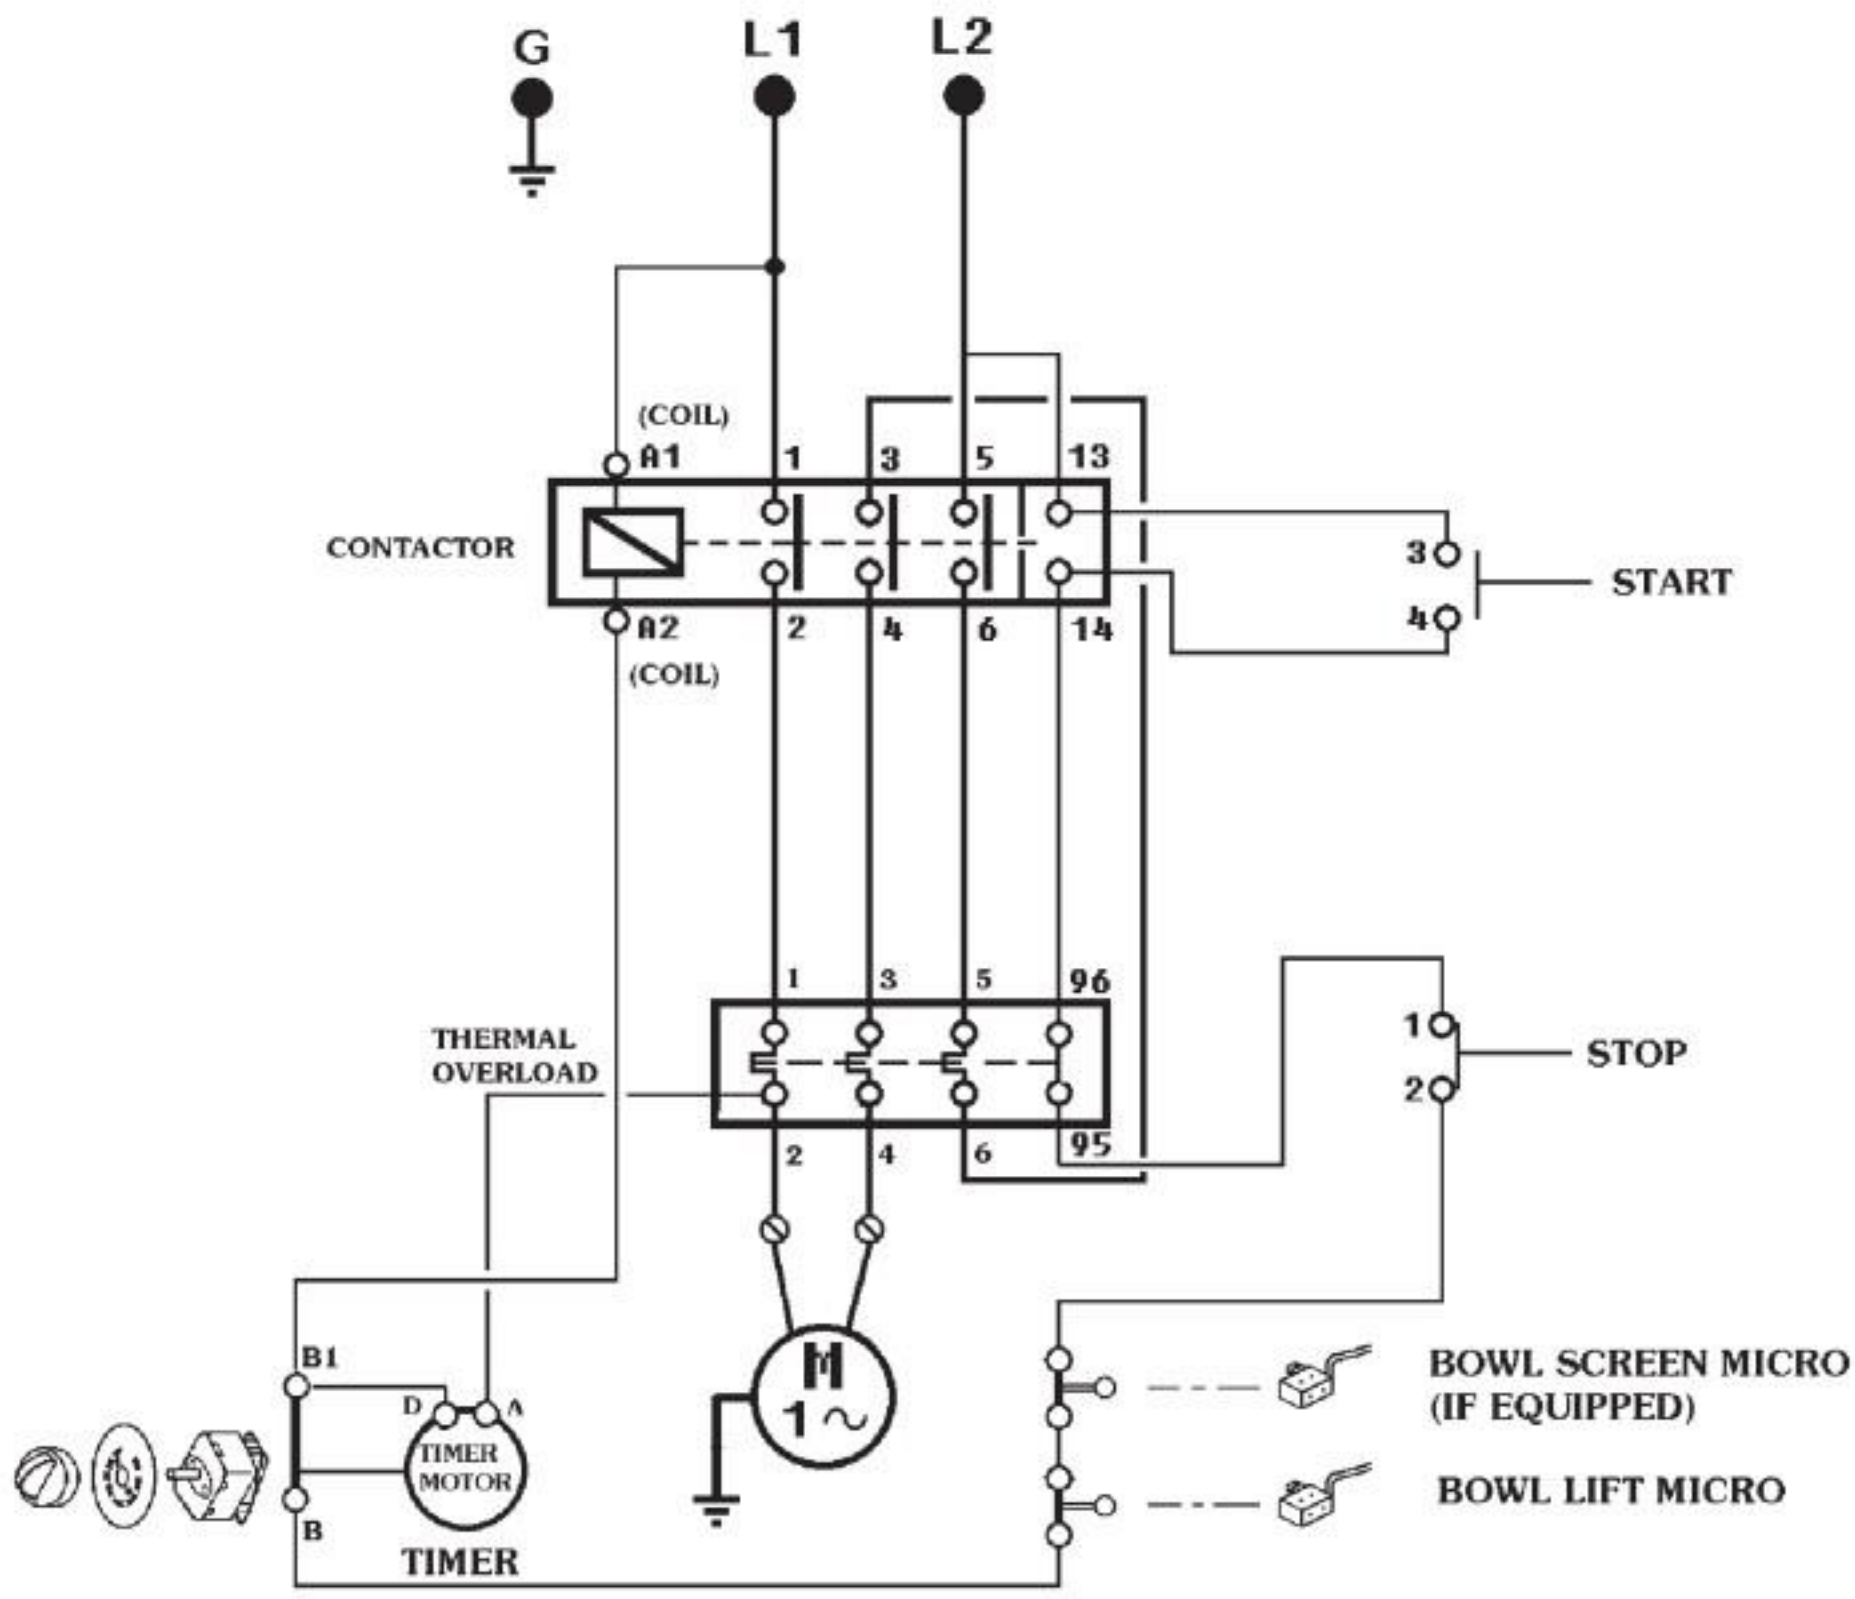 G
L1
L2
(COIL)
A1
1
3
5
13
CONTACTOR
3
START
4
A2
2
4
6
14
(COIL)
1
3
5
96
THERMAL
OVERLOAD
1
STOP
2
2
4
6
95
B1
D
A
M
1 ~
TIMER
MOTOR
B
TIMER
BOWL SCREEN MICRO
(IF EQUIPPED)
BOWL LIFT MICRO